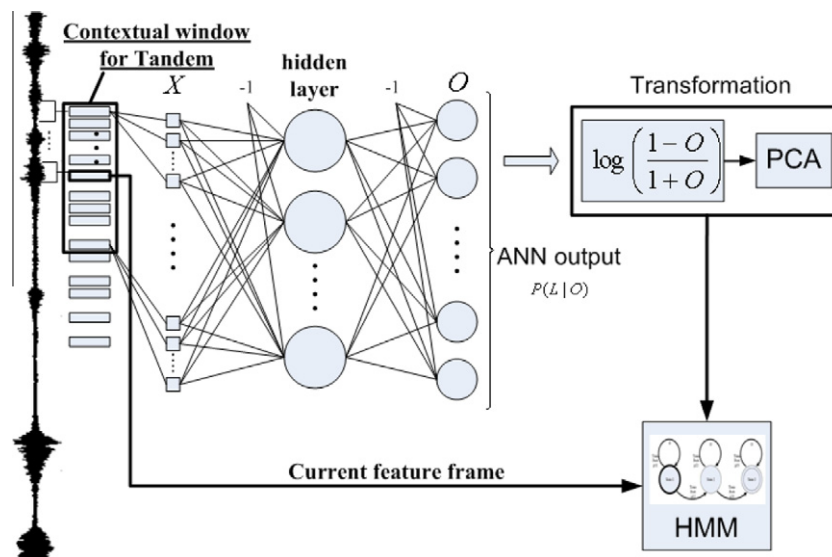 Contextual window
for Tandem
X
-1
hidden
layer
-1
O
Transformation
log ( (1-O) / (1+O) )
PCA
ANN output
P(L|O)
Current feature frame
HMM